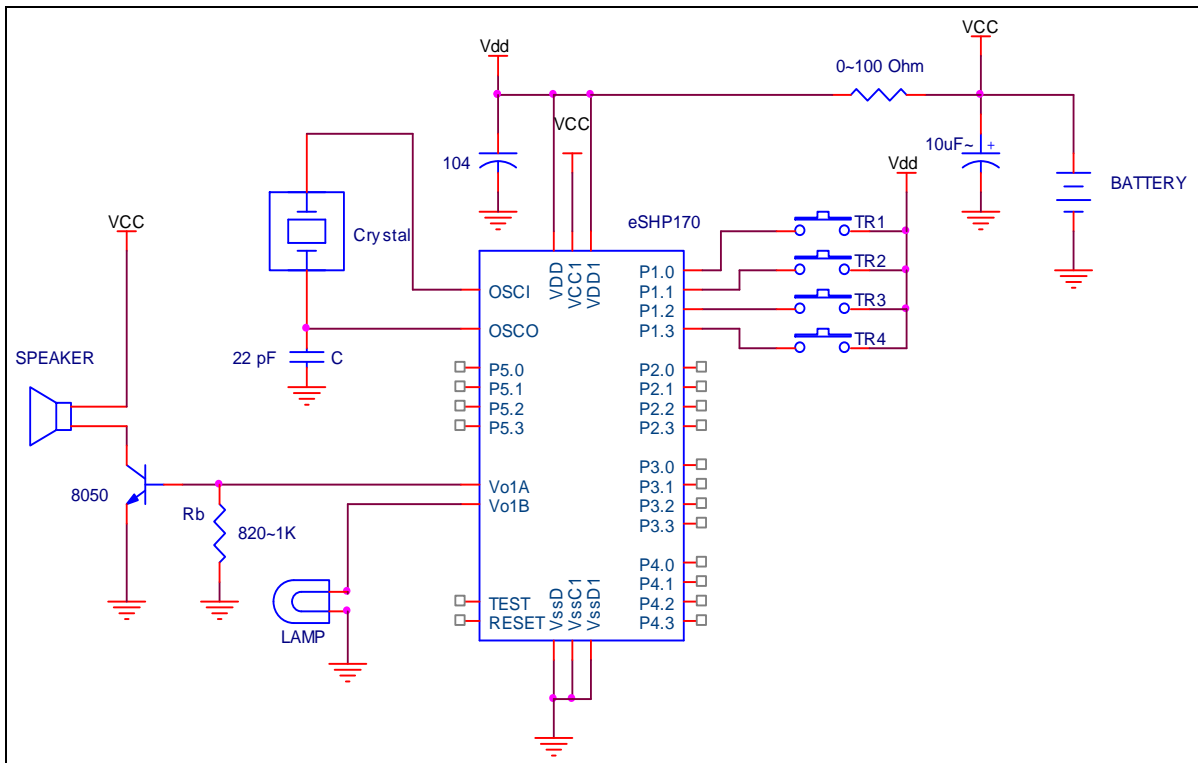 Vdd
VCC
0~100 Ohm
VCC
104
10uF~ +
Vdd
BATTERY
VCC
Crystal
eSHP170
TR1
TR2
TR3
TR4
VDD
VCC1
VDD1
P1.0
P1.1
P1.2
P1.3
OSCI
OSCO
22 pF C
SPEAKER
P5.0
P5.1
P5.2
P5.3
P2.0
P2.1
P2.2
P2.3
P3.0
P3.1
P3.2
P3.3
8050
Vo1A
Vo1B
Rb
820~1K
P4.0
P4.1
P4.2
P4.3
TEST
RESET
VssD
VssC1
VssD1
LAMP